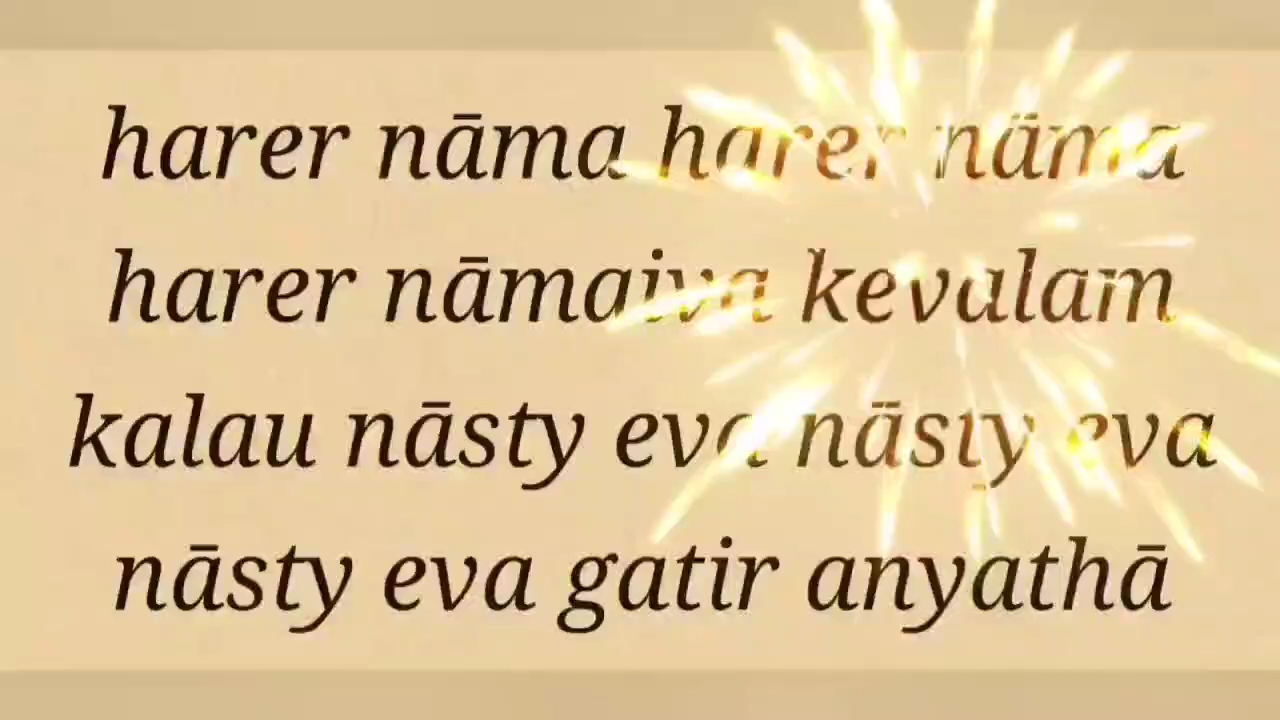 harer nāma harer nāma
harer nāmaiva kevalam
kalau nāsty eva nāsty eva
nāsty eva gatir anyathā